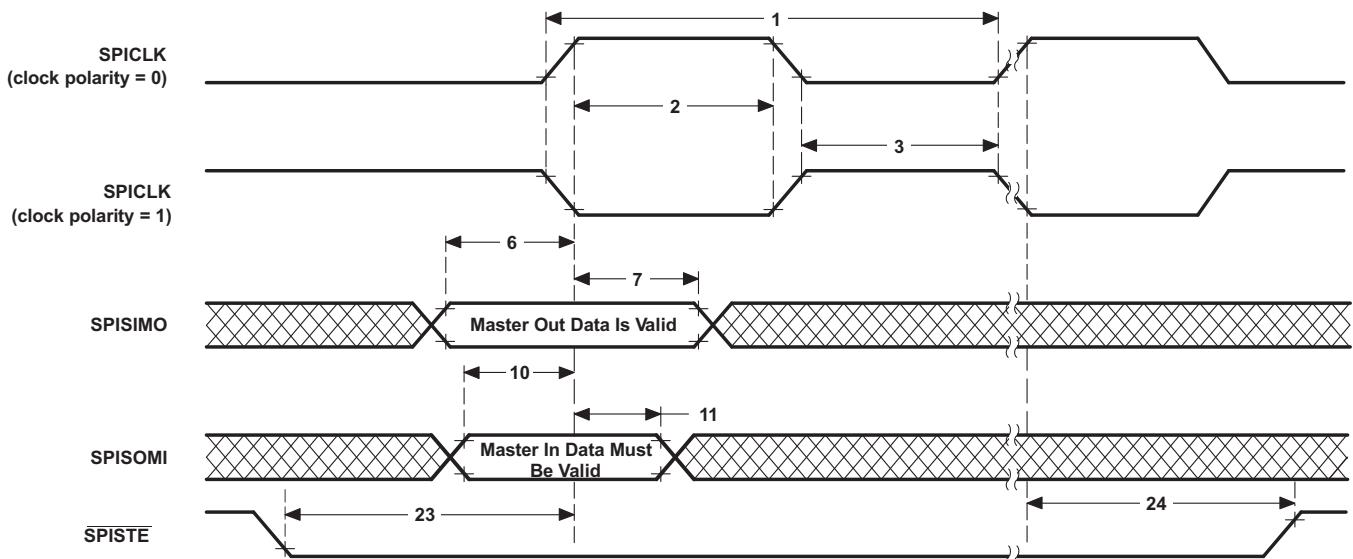 1
SPICLK
(clock polarity = 0)
2
3
SPICLK
(clock polarity = 1)
6
7
SPISIMO
Master Out Data Is Valid
10
11
SPISOMI
Master In Data Must
Be Valid
23
24
SPISTE